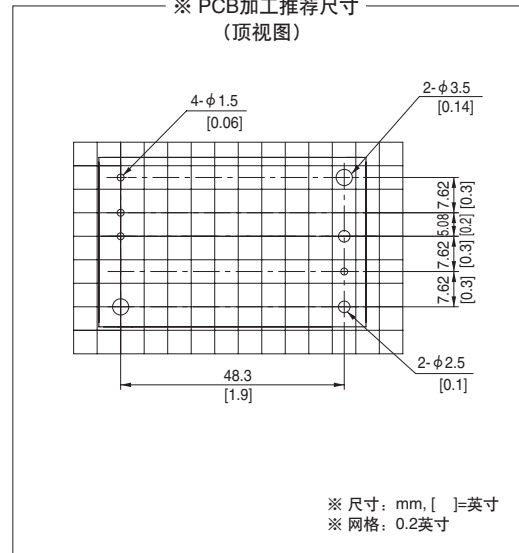 ※ PCB加工推荐尺寸
(顶视图)
4-ϕ1.5
[0.06]
2-ϕ3.5
[0.14]
7.62
[0.3]
5.08
[0.2]
7.62
[0.3]
7.62
[0.3]
2-ϕ2.5
[0.1]
48.3
[1.9]
※ 尺寸：mm, [ ]=英寸
※ 网格：0.2英寸